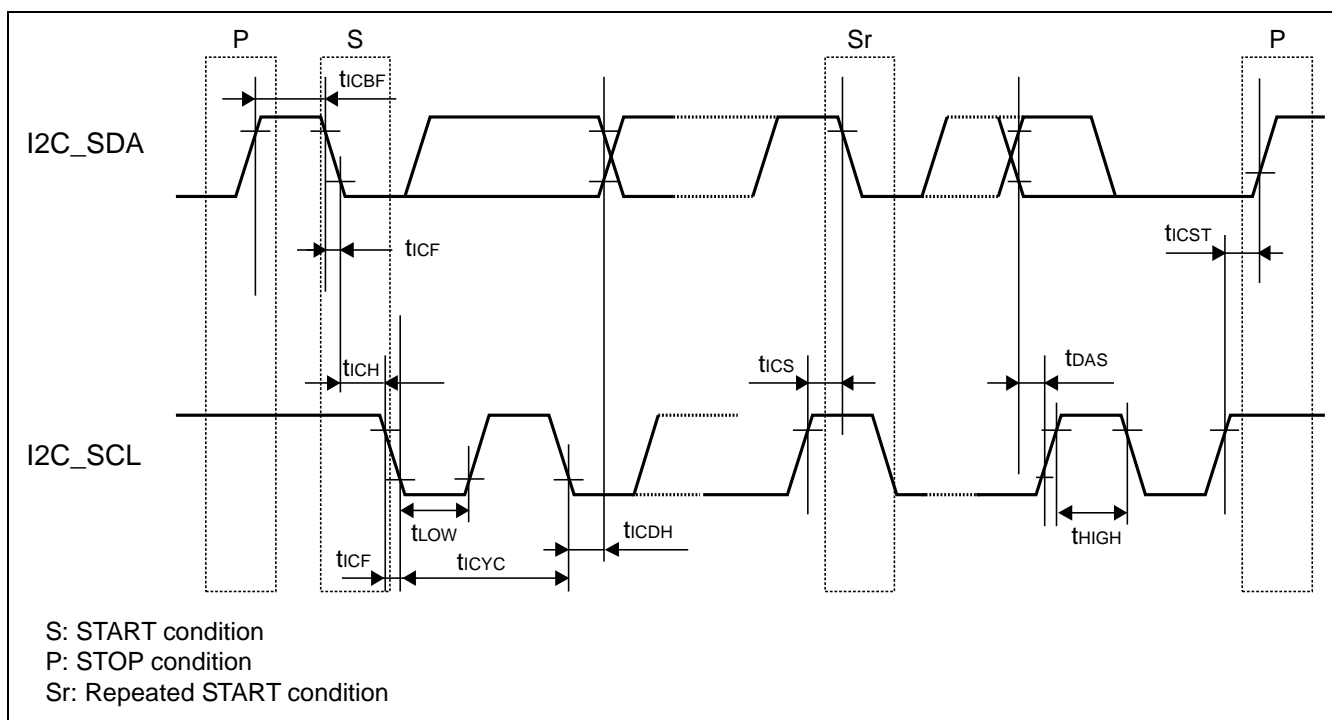 P S Sr P
tICBF
I2C_SDA
tICF
tICST
tICH
tICS
tDAS
I2C_SCL
tLOW
tICDH
tHIGH
tICF
tICYC
S: START condition
P: STOP condition
Sr: Repeated START condition